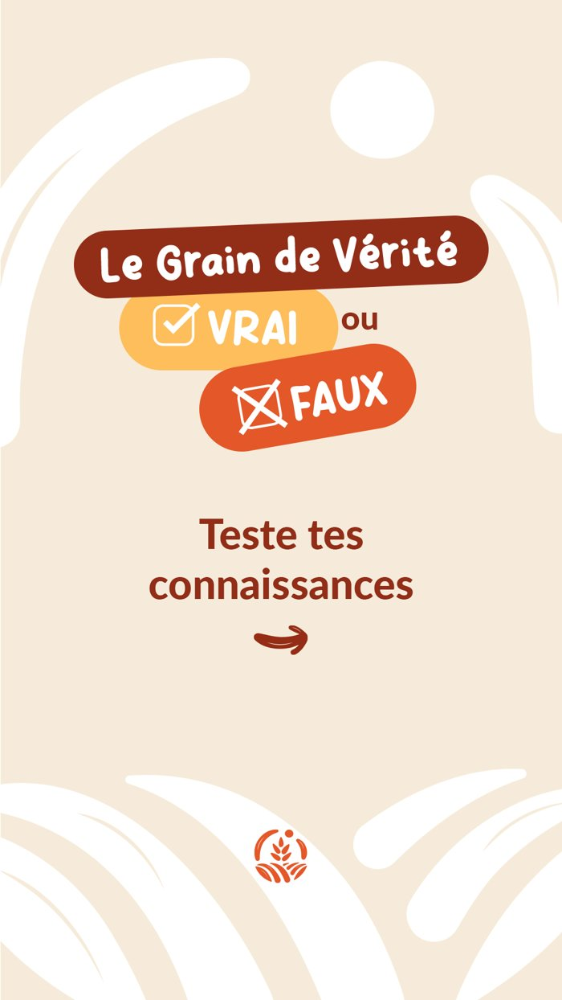 Le Grain de Vérité
VRAI ou
FAUX
Teste tes
connaissances